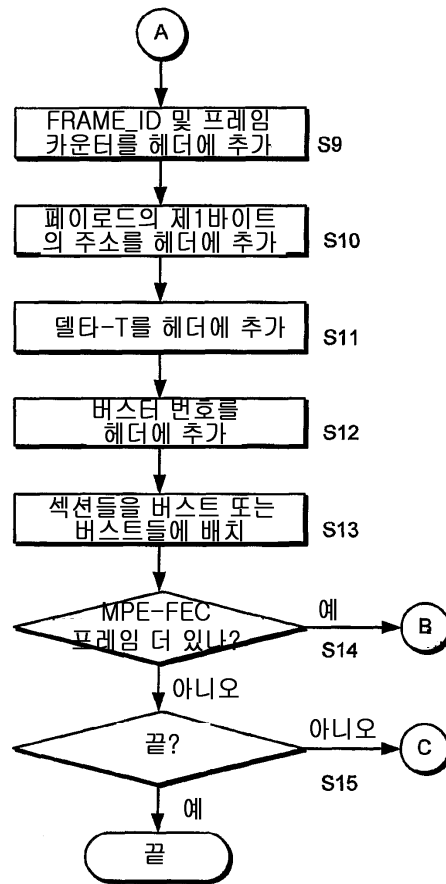 A
FRAME_ID 및 프레임
카운터를 헤더에 추가
S9
페이로드의 제1바이트
의 주소를 헤더에 추가
S10
델타-T를 헤더에 추가
S11
버스터 번호를
헤더에 추가
S12
섹션들을 버스트 또는
버스트들에 배치
S13
MPE-FEC
프레임 더 있나?
예
B
S14
아니오
끝?
아니오
C
S15
예
끝